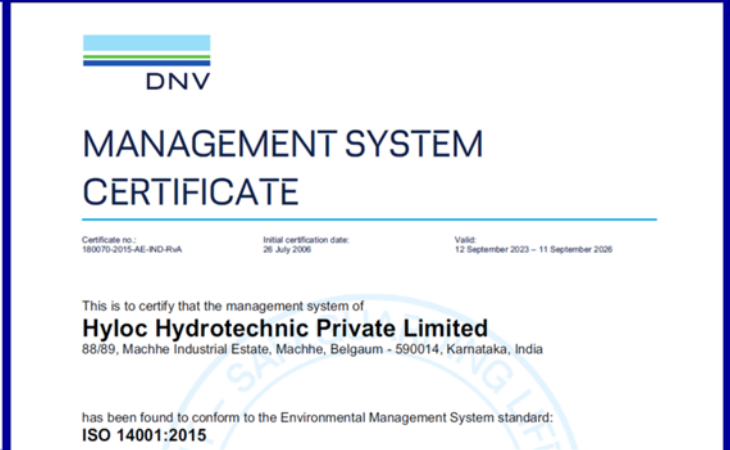 DNV
MANAGEMENT SYSTEM
CERTIFICATE
Certificate no.: Initial certification date: Valid:
180070-2015-AE-IND-RvA 26 July 2006 12 September 2023 – 11 September 2026
This is to certify that the management system of
Hyloc Hydrotechnic Private Limited
88/89, Machhe Industrial Estate, Machhe, Belgaum - 590014, Karnataka, India
SAFEGUARDING LIFE
has been found to conform to the Environmental Management System standard:
ISO 14001:2015